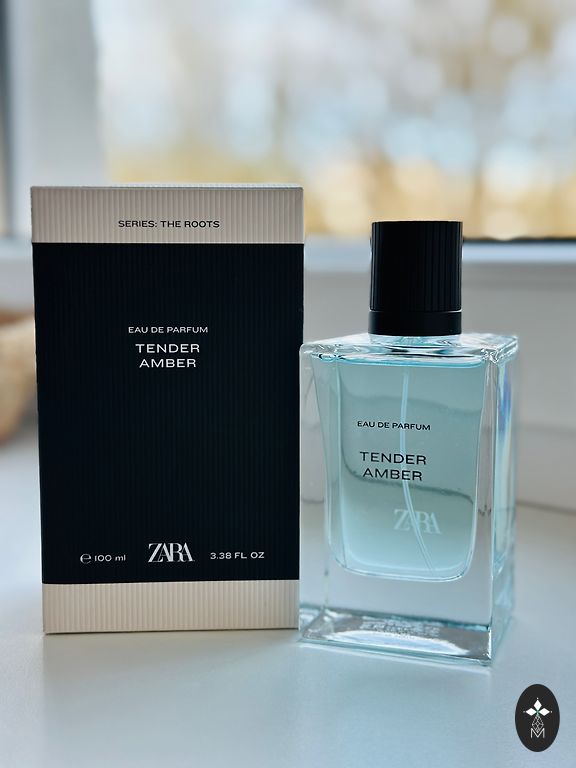 SERIES: THE ROOTS
EAU DE PARFUM
TENDER
AMBER
℮ 100 ml ZARA 3.38 FL OZ
EAU DE PARFUM
TENDER
AMBER
ZARA
M